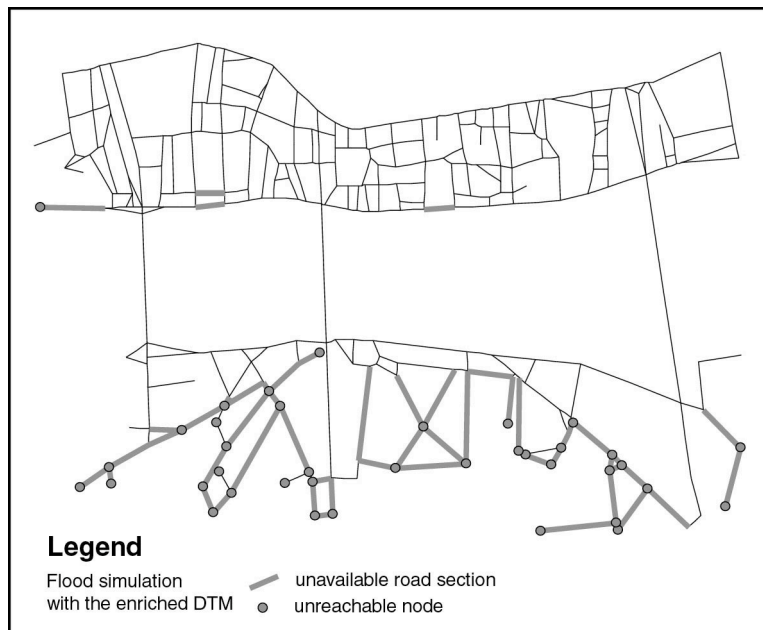 Legend
Flood simulation
with the enriched DTM
unavailable road section
unreachable node